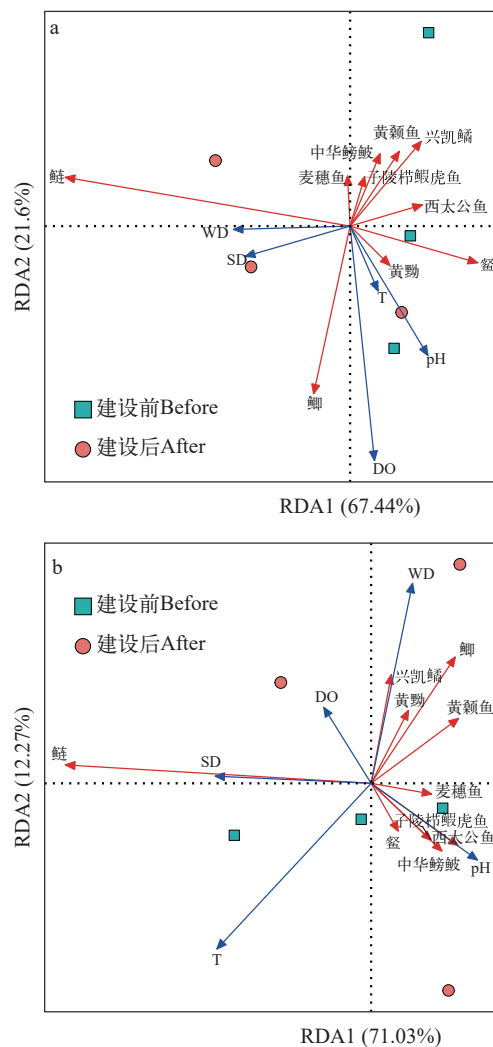 a
黄颡鱼
兴凯鱊
中华鳑鲏
麦穗鱼
子陵栉鰕虎鱼
鲢
西太公鱼
WD
SD
黄黝
鳘
T
pH
鲫
DO
建设前Before
建设后After
RDA2 (21.6%)
RDA1 (67.44%)
b
WD
建设前Before
建设后After
鲫
兴凯鱊
DO
黄黝
黄颡鱼
鲢
SD
麦穗鱼
子陵栉鰕虎鱼
西太公鱼
鳘
中华鳑鲏
pH
T
RDA2 (12.27%)
RDA1 (71.03%)